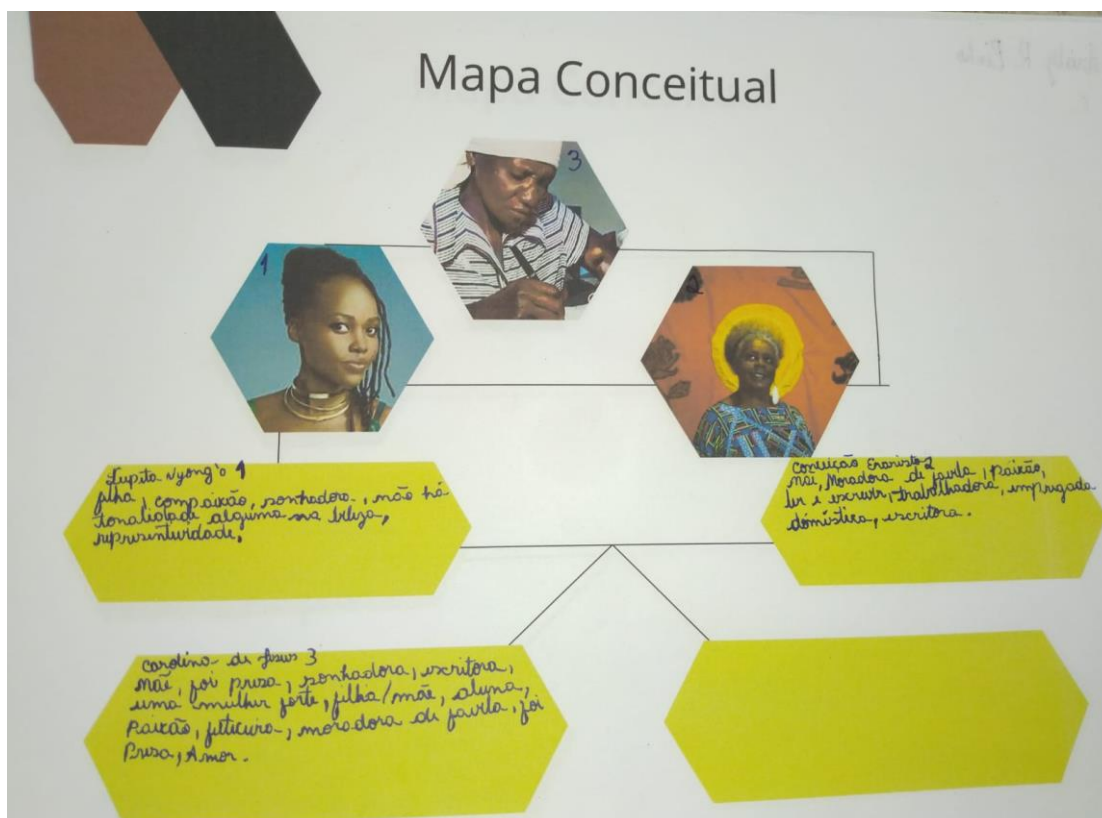 Mapa Conceitual
3
1
2
Lupita Nyong'o 1
filha, compaixão, sonhadora, não há
tonalidade alguma na beleza,
representividade.
Conceição Evaristo 2
Mãe, Moradora de favela, Paixão,
ler e escrever, trabalhadora, empregada
doméstica, escritora.
Carolina de Jesus 3
mãe, foi presa, sonhadora, escritora,
uma mulher forte, filha/mãe, aluna,
Paixão, feiticeira, moradora de favela, foi
Presa, Amor.